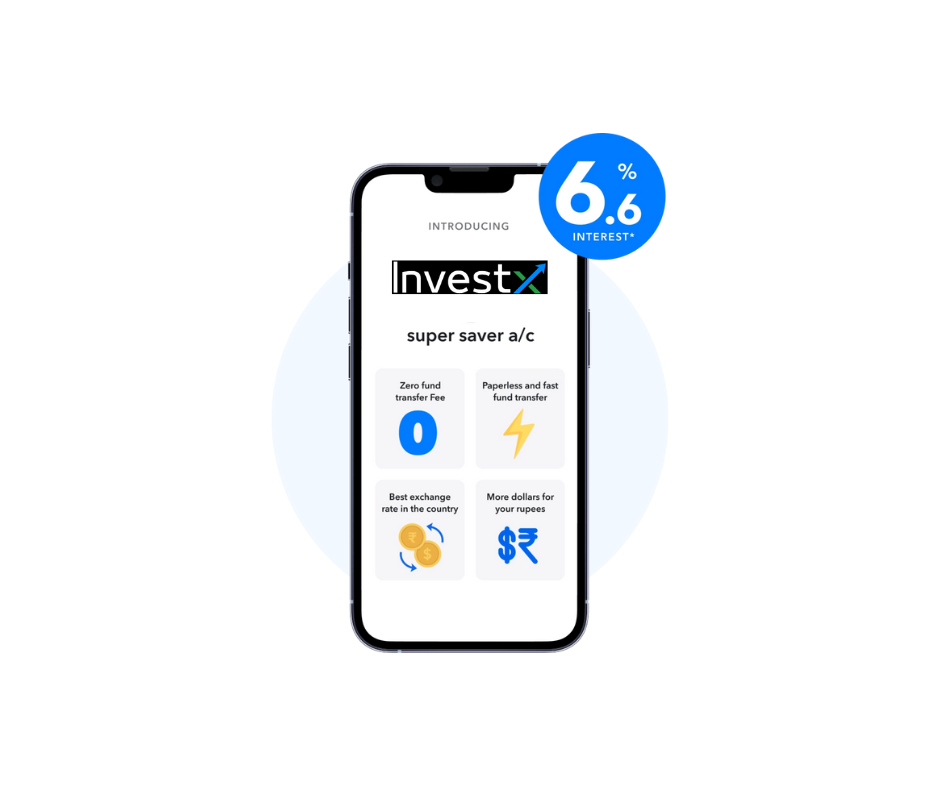 6.6%
INTEREST*
INTRODUCING
Investx
super saver a/c
Zero fund
transfer Fee
0
Paperless and fast
fund transfer
Best exchange
rate in the country
₹
$
More dollars for
your rupees
$₹